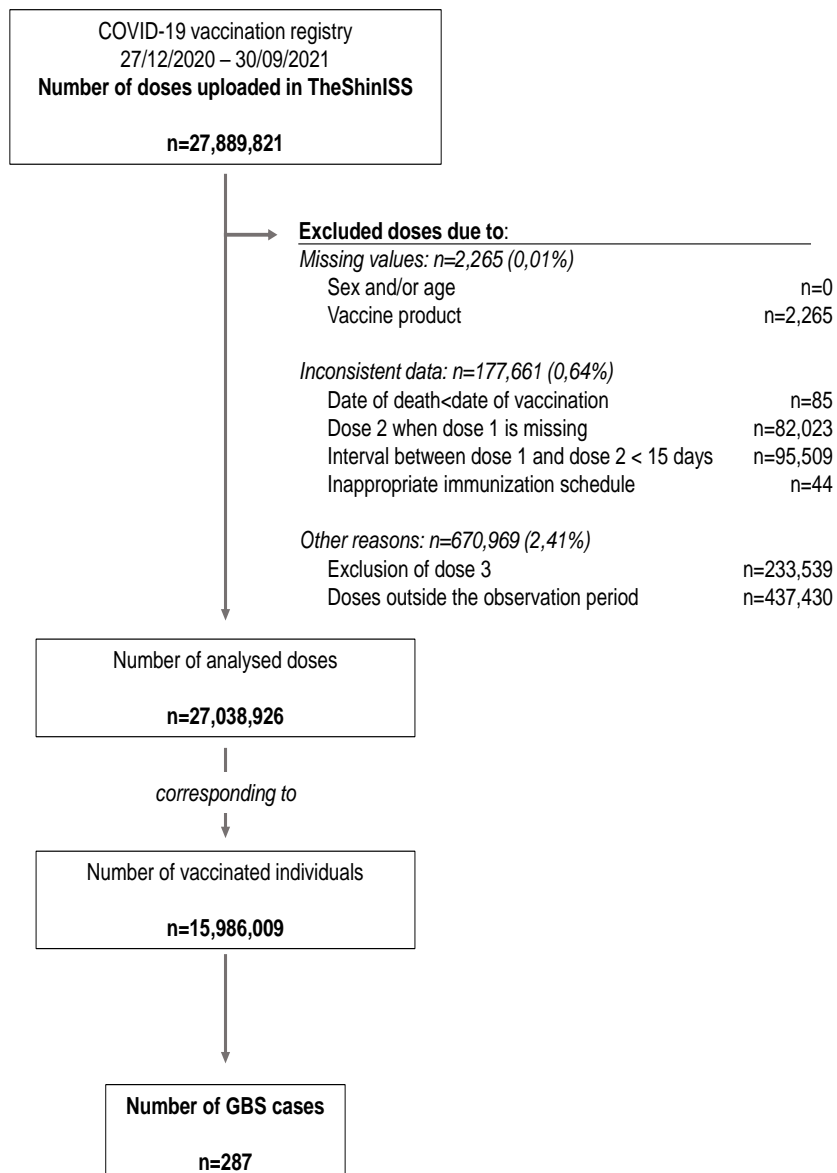 COVID-19 vaccination registry
27/12/2020 – 30/09/2021
Number of doses uploaded in TheShinISS
n=27,889,821
Excluded doses due to:
Missing values: n=2,265 (0,01%)
Sex and/or age n=0
Vaccine product n=2,265
Inconsistent data: n=177,661 (0,64%)
Date of death<date of vaccination n=85
Dose 2 when dose 1 is missing n=82,023
Interval between dose 1 and dose 2 < 15 days n=95,509
Inappropriate immunization schedule n=44
Other reasons: n=670,969 (2,41%)
Exclusion of dose 3 n=233,539
Doses outside the observation period n=437,430
Number of analysed doses
n=27,038,926
corresponding to
Number of vaccinated individuals
n=15,986,009
Number of GBS cases
n=287